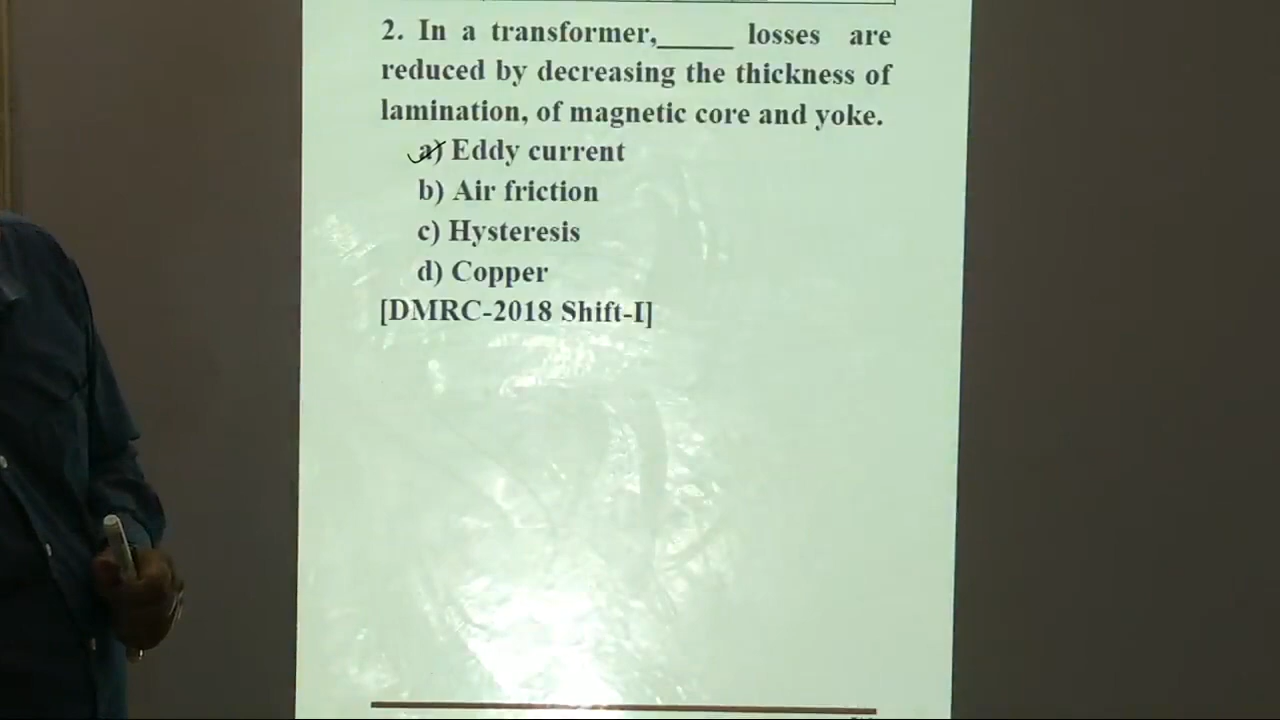 2. In a transformer,_____ losses are
reduced by decreasing the thickness of
lamination, of magnetic core and yoke.
a) Eddy current
b) Air friction
c) Hysteresis
d) Copper
[DMRC-2018 Shift-I]